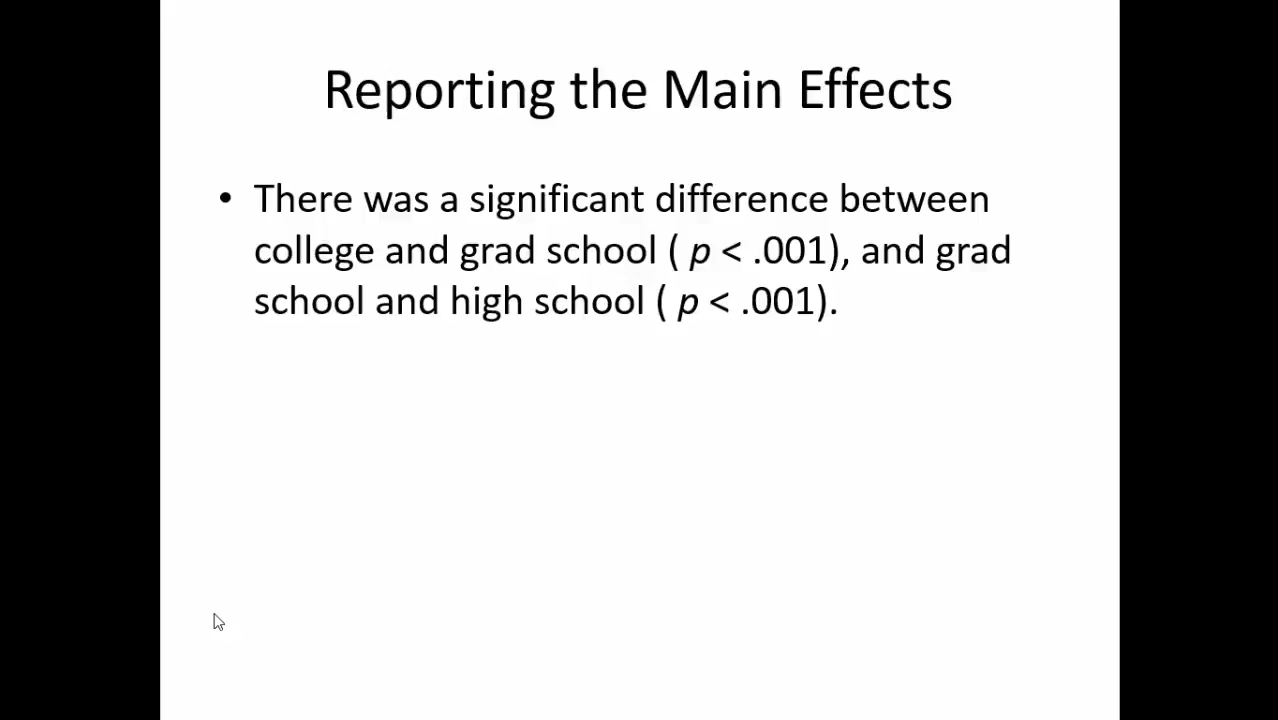 Reporting the Main Effects
• There was a significant difference between
college and grad school ( p < .001), and grad
school and high school ( p < .001).